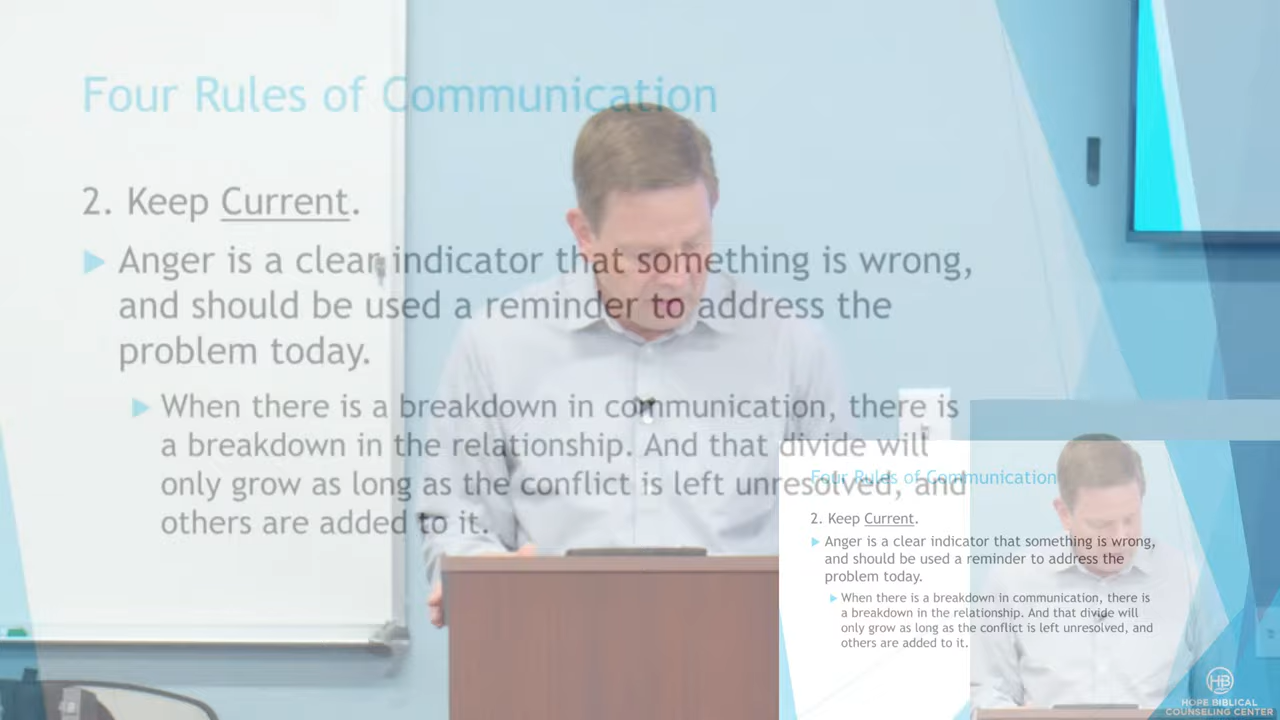 Four Rules of Communication
2. Keep Current.
Anger is a clear indicator that something is wrong,
and should be used a reminder to address the
problem today.
When there is a breakdown in communication, there is
a breakdown in the relationship. And that divide will
only grow as long as the conflict is left unresolved, and
others are added to it.
Four Rules of Communication
2. Keep Current.
Anger is a clear indicator that something is wrong,
and should be used a reminder to address the
problem today.
When there is a breakdown in communication, there is
a breakdown in the relationship. And that divide will
only grow as long as the conflict is left unresolved, and
others are added to it.
HB
HOPE BIBLICAL
COUNSELING CENTER